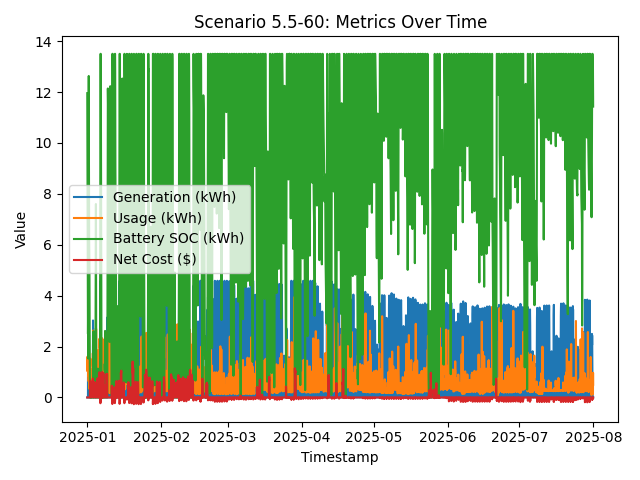 Scenario 5.5-60: Metrics Over Time
14
12
10
8
6
4
2
0
Value
Generation (kWh)
Usage (kWh)
Battery SOC (kWh)
Net Cost ($)
2025-01 2025-02 2025-03 2025-04 2025-05 2025-06 2025-07 2025-08
Timestamp